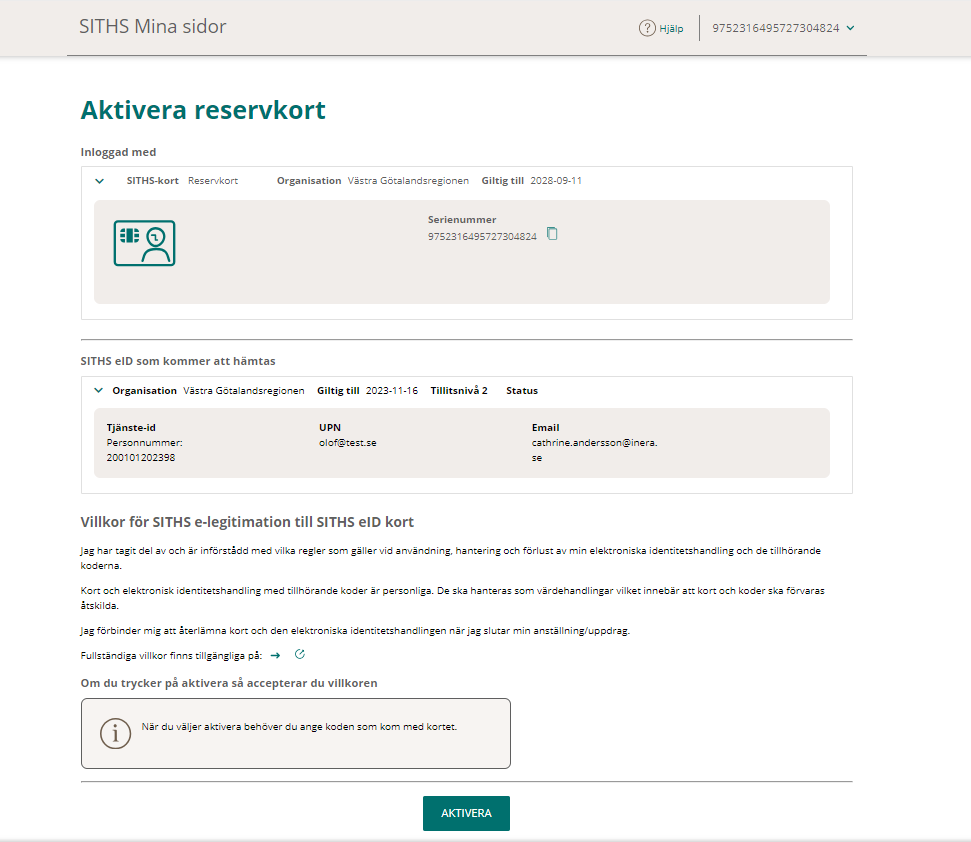 SITHS Mina sidor
? Hjälp
9752316495727304824
Aktivera reservkort
Inloggad med
SITHS-kort Reservkort Organisation Västra Götalandsregionen Giltig till 2028-09-11
Serienummer
9752316495727304824
SITHS eID som kommer att hämtas
Organisation Västra Götalandsregionen Giltig till 2023-11-16 Tillitsnivå 2 Status
Tjänste-id UPN Email
Personnummer: olof@test.se cathrine.andersson@inera.
200101202398 se
Villkor för SITHS e-legitimation till SITHS eID kort
Jag har tagit del av och är införstådd med vilka regler som gäller vid användning, hantering och förlust av min elektroniska identitetshandling och de tillhörande
koderna.
Kort och elektronisk identitetshandling med tillhörande koder är personliga. De ska hanteras som värdehandlingar vilket innebär att kort och koder ska förvaras
åtskilda.
Jag förbinder mig att återlämna kort och den elektroniska identitetshandlingen när jag slutar min anställning/uppdrag.
Fullständiga villkor finns tillgängliga på: →
Om du trycker på aktivera så accepterar du villkoren
När du väljer aktivera behöver du ange koden som kom med kortet.
AKTIVERA